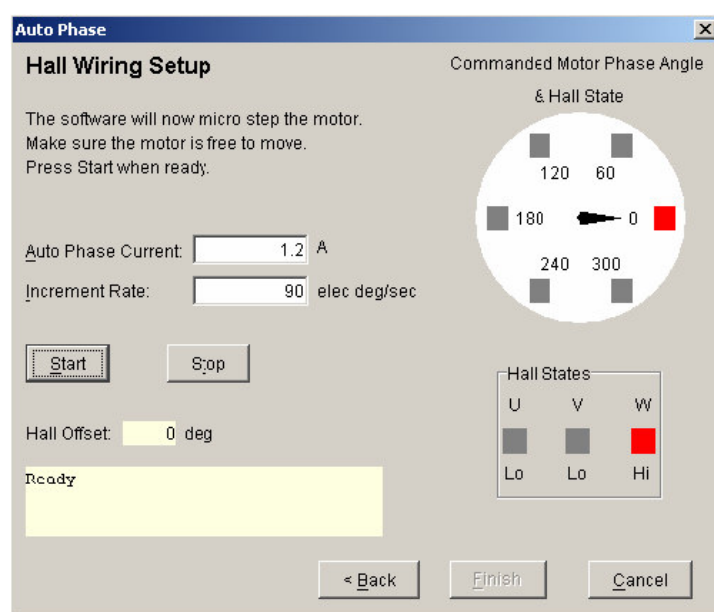 Auto Phase
Hall Wiring Setup
The software will now micro step the motor.
Make sure the motor is free to move.
Press Start when ready.
Auto Phase Current: 1.2 A
Increment Rate: 90 elec deg/sec
Start Stop
Hall Offset: 0 deg
Ready
Commanded Motor Phase Angle
& Hall State
120 60
180 0
240 300
Hall States
U V W
Lo Lo Hi
< Back Finish Cancel